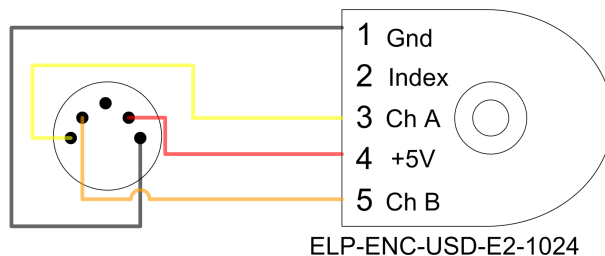 1 Gnd
2 Index
3 Ch A
4 +5V
5 Ch B
ELP-ENC-USD-E2-1024